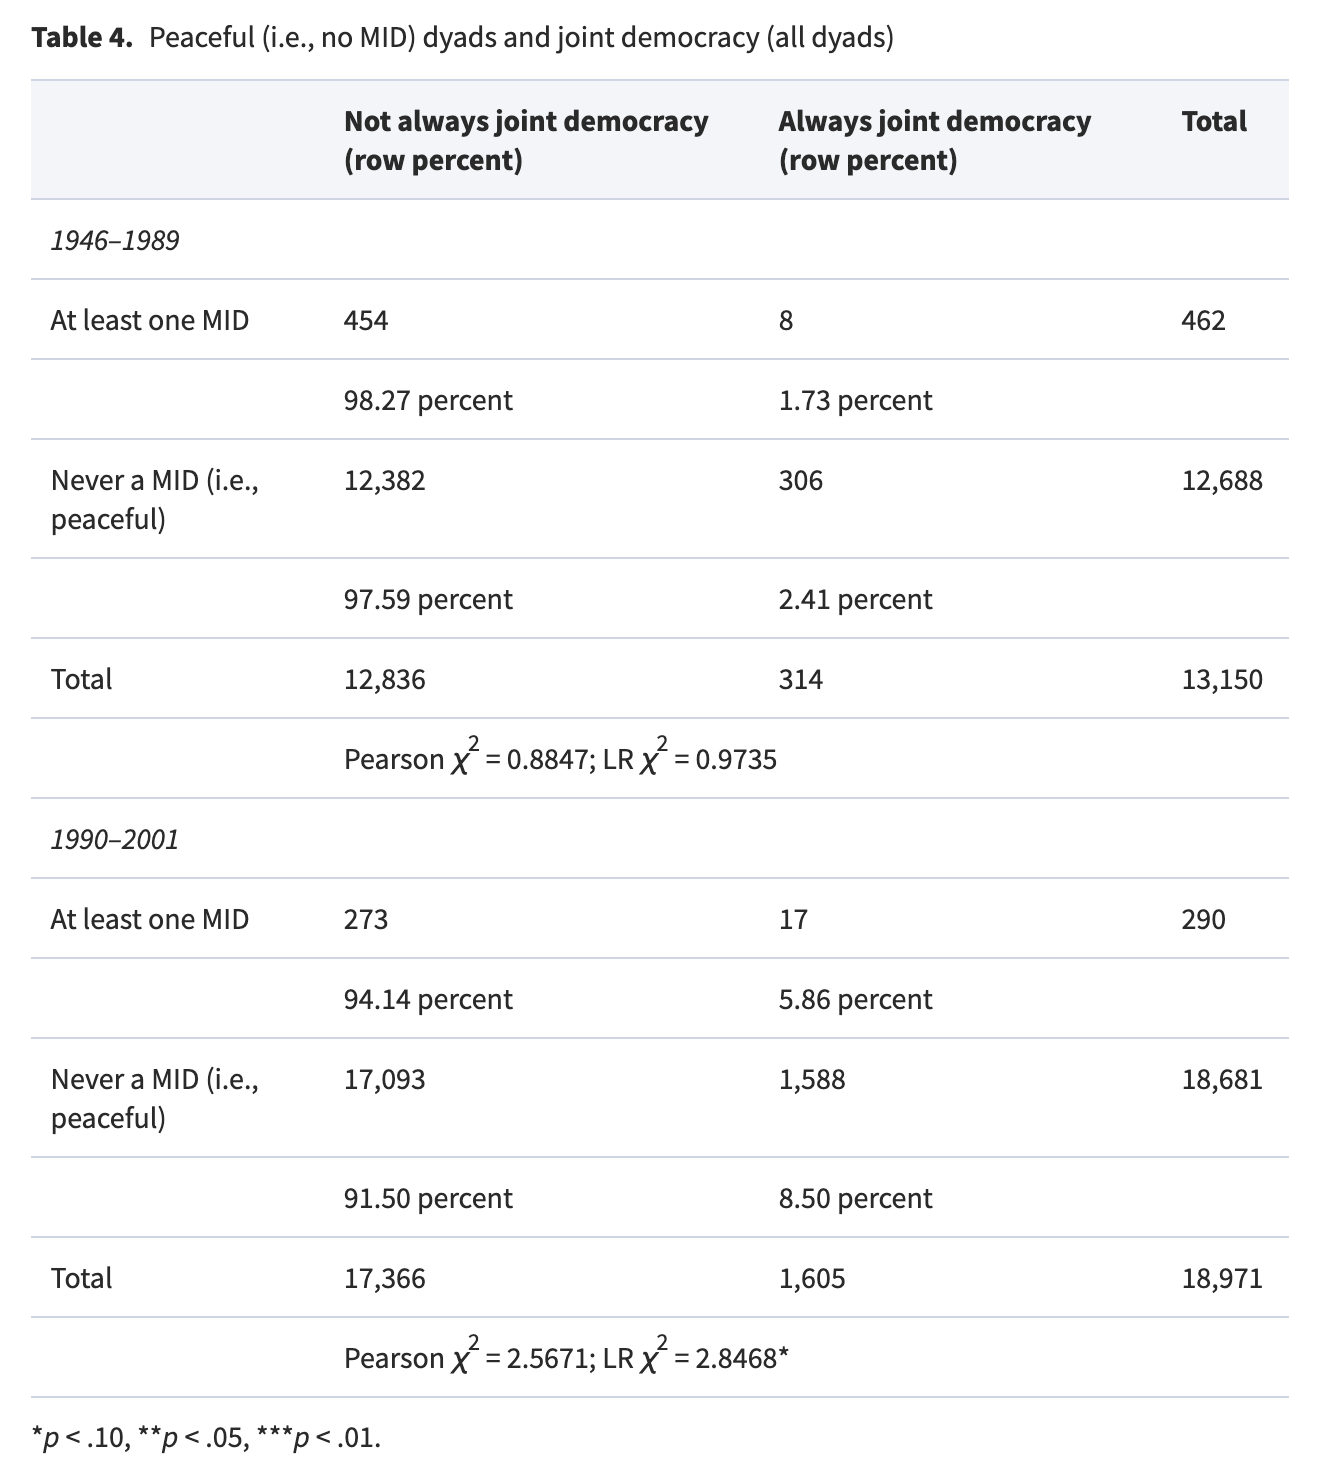 Table 4. Peaceful (i.e., no MID) dyads and joint democracy (all dyads)
Not always joint democracy (row percent) Always joint democracy (row percent) Total
1946–1989
At least one MID 454 8 462
98.27 percent 1.73 percent
Never a MID (i.e., peaceful) 12,382 306 12,688
97.59 percent 2.41 percent
Total 12,836 314 13,150
Pearson χ² = 0.8847; LR χ² = 0.9735
1990–2001
At least one MID 273 17 290
94.14 percent 5.86 percent
Never a MID (i.e., peaceful) 17,093 1,588 18,681
91.50 percent 8.50 percent
Total 17,366 1,605 18,971
Pearson χ² = 2.5671; LR χ² = 2.8468*
*p < .10, **p < .05, ***p < .01.